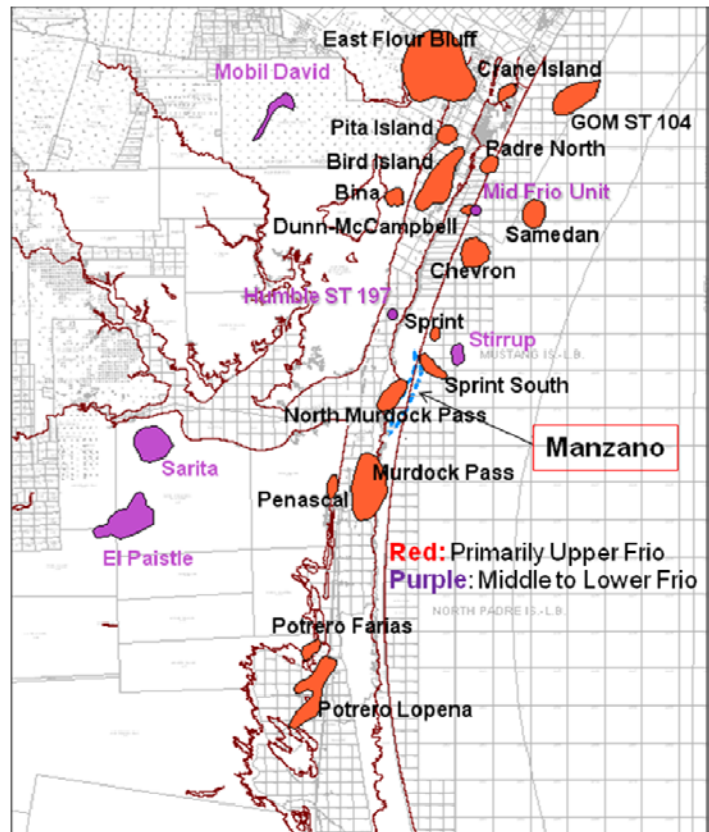 East Flour Bluff
Mobil David
Crane Island
GOM ST 104
Pita Island
Padre North
Bird Island
Bina
Mid Frio Unit
Dunn-McCampbell
Samedan
Chevron
Humble ST 197
Sprint
Stirrup
MUSTANG IS.-L.B.
Sprint South
North Murdock Pass
Manzano
Sarita
Murdock Pass
Penascal
El Paistle
Red: Primarily Upper Frio
Purple: Middle to Lower Frio
NORTH PADRE IS.-L.B.
Potrero Farias
Potrero Lopena